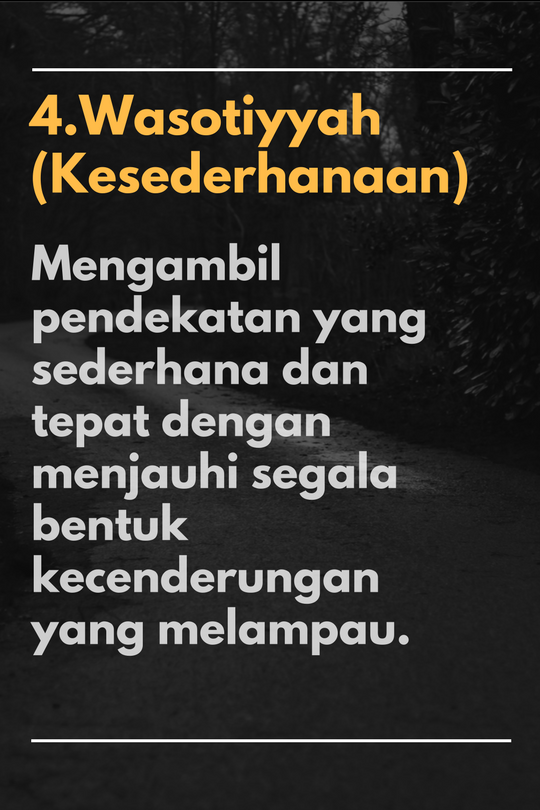 4.Wasotiyyah
(Kesederhanaan)
Mengambil
pendekatan yang
sederhana dan
tepat dengan
menjauhi segala
bentuk
kecenderungan
yang melampau.